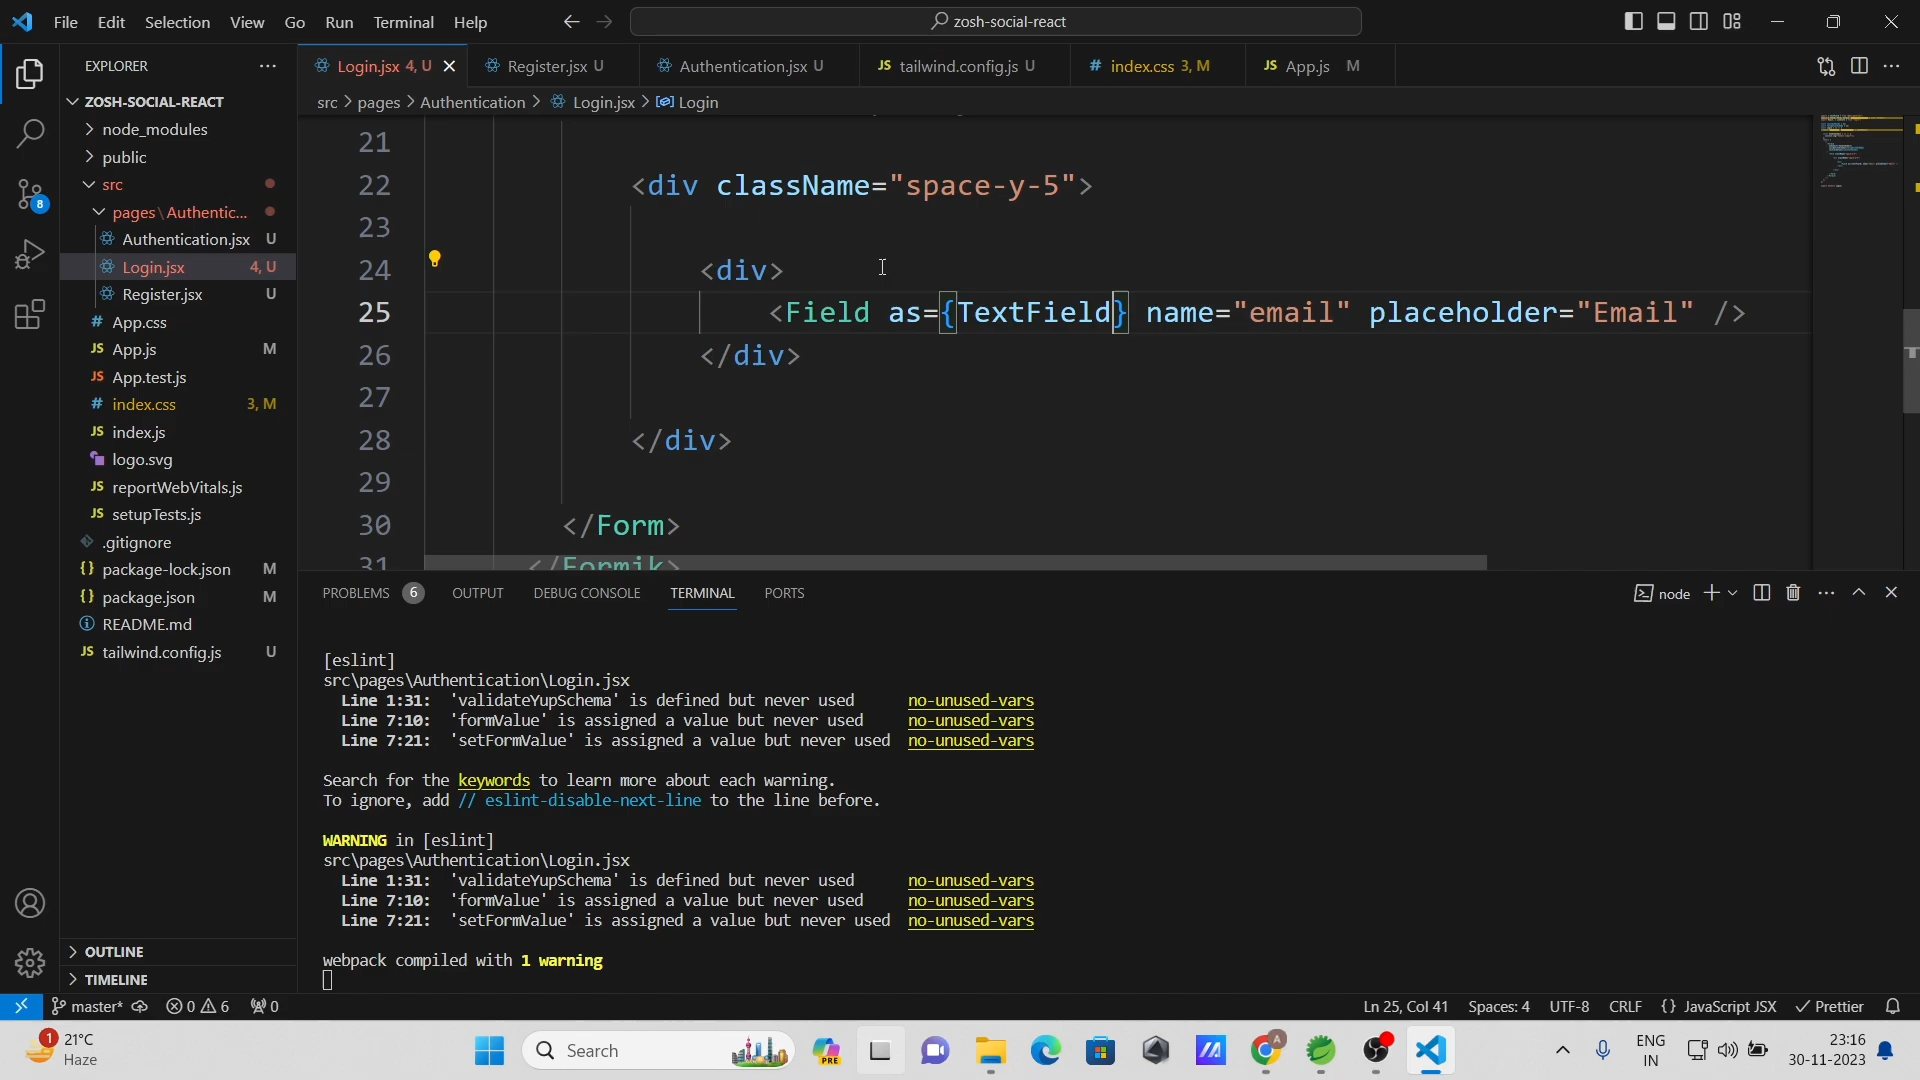 File Edit Selection View Go Run Terminal Help
zosh-social-react
EXPLORER
Login.jsx 4, U
Register.jsx U
Authentication.jsx U
JS tailwind.config.js U
# index.css 3, M
JS App.js M
ZOSH-SOCIAL-REACT
src > pages > Authentication > Login.jsx > Login
node_modules
public
src
pages\Authentic...
Authentication.jsx U
Login.jsx 4, U
Register.jsx U
# App.css
JS App.js M
JS App.test.js
# index.css 3, M
JS index.js
logo.svg
JS reportWebVitals.js
JS setupTests.js
.gitignore
{} package-lock.json M
{} package.json M
README.md
JS tailwind.config.js U
OUTLINE
TIMELINE
8
21
22 <div className="space-y-5">
23
24 <div>
25 <Field as={TextField} name="email" placeholder="Email" />
26 </div>
27
28 </div>
29
30 </Form>
31 </Formik>
PROBLEMS 6 OUTPUT DEBUG CONSOLE TERMINAL PORTS
node
[eslint]
src\pages\Authentication\Login.jsx
Line 1:31: 'validateYupSchema' is defined but never used no-unused-vars
Line 7:10: 'formValue' is assigned a value but never used no-unused-vars
Line 7:21: 'setFormValue' is assigned a value but never used no-unused-vars
Search for the keywords to learn more about each warning.
To ignore, add // eslint-disable-next-line to the line before.
WARNING in [eslint]
src\pages\Authentication\Login.jsx
Line 1:31: 'validateYupSchema' is defined but never used no-unused-vars
Line 7:10: 'formValue' is assigned a value but never used no-unused-vars
Line 7:21: 'setFormValue' is assigned a value but never used no-unused-vars
webpack compiled with 1 warning
master* 0 6 0
Ln 25, Col 41 Spaces: 4 UTF-8 CRLF {} JavaScript JSX Prettier
1
21°C
Haze
Search
PRE
A
ENG
IN
23:16
30-11-2023